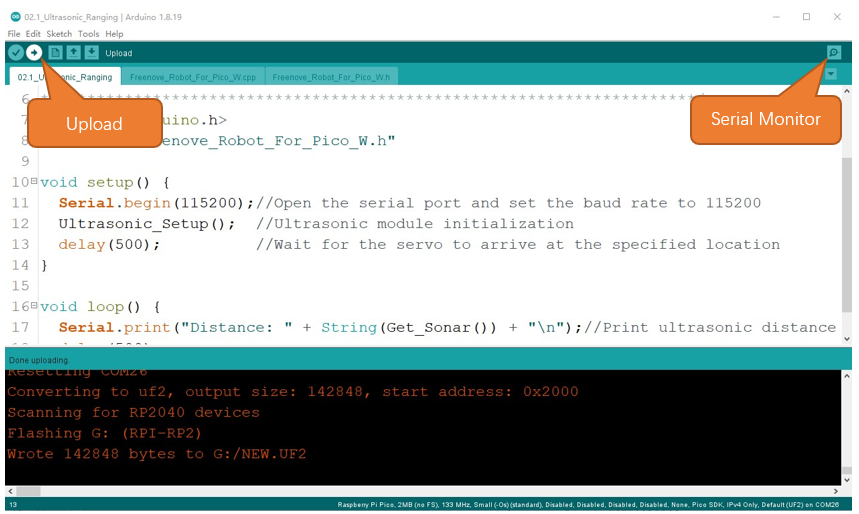 02.1_Ultrasonic_Ranging | Arduino 1.8.19
File Edit Sketch Tools Help
Upload
02.1_U nic_Ranging Freenove_Robot_For_Pico_W.cpp Freenove_Robot_For_Pico_W.h
Upload
Serial Monitor
6 ******************************************************************
7 uino.h>
8 enove_Robot_For_Pico_W.h"
9
10 void setup() {
11 Serial.begin(115200);//Open the serial port and set the baud rate to 115200
12 Ultrasonic_Setup(); //Ultrasonic module initialization
13 delay(500); //Wait for the servo to arrive at the specified location
14 }
15
16 void loop() {
17 Serial.print("Distance: " + String(Get_Sonar()) + "\n");//Print ultrasonic distance
Done uploading.
Resetting COM26
Converting to uf2, output size: 142848, start address: 0x2000
Scanning for RP2040 devices
Flashing G: (RPI-RP2)
Wrote 142848 bytes to G:/NEW.UF2
13 Raspberry Pi Pico, 2MB (no FS), 133 MHz, Small (-Os) (standard), Disabled, Disabled, Disabled, Disabled, None, Pico SDK, IPv4 Only, Default (UF2) on COM26